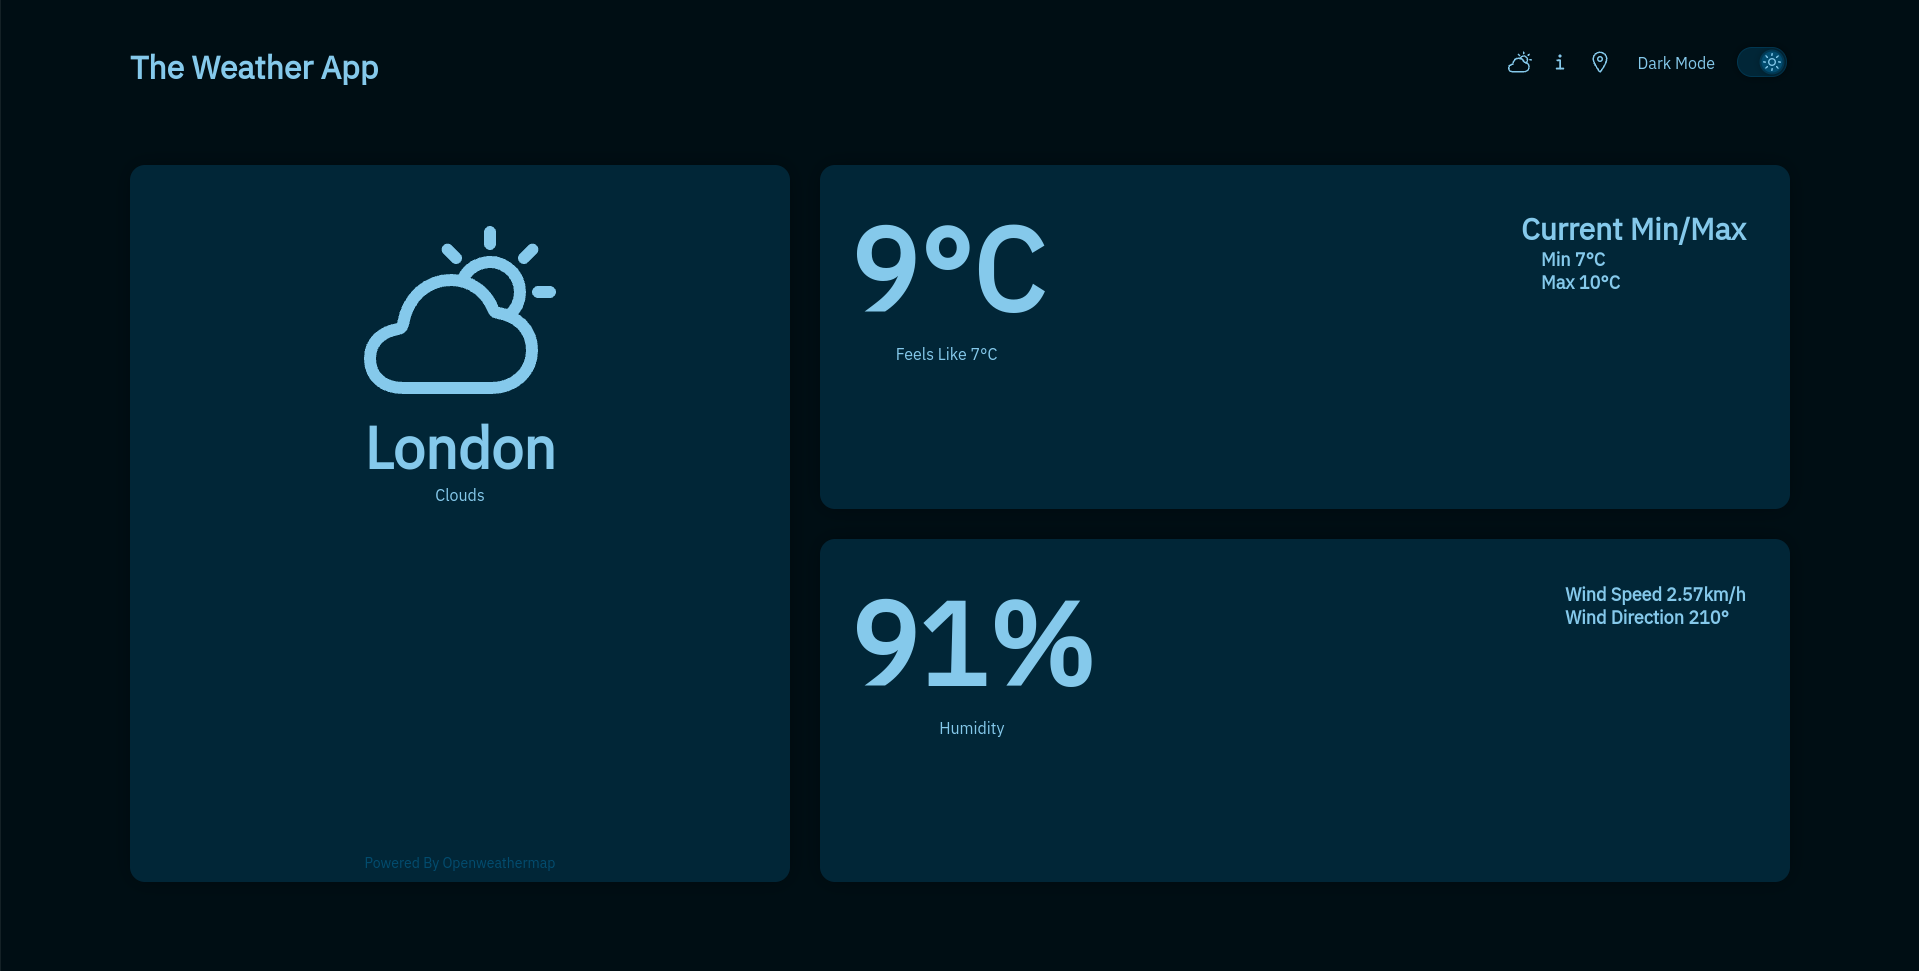 The Weather App
Dark Mode
London
Clouds
Powered By Openweathermap
9°C
Feels Like 7°C
Current Min/Max
Min 7°C
Max 10°C
91%
Humidity
Wind Speed 2.57km/h
Wind Direction 210°